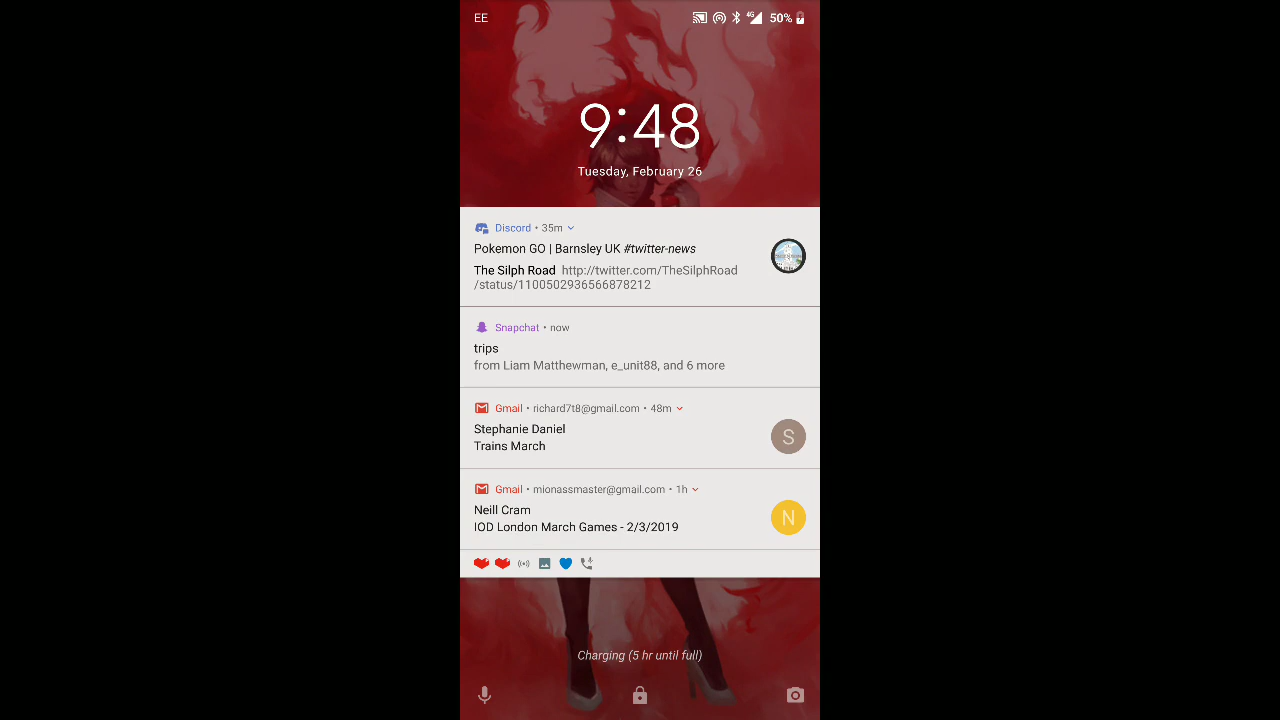 EE
4G 50%
9:48
Tuesday, February 26
Discord • 35m
Pokemon GO | Barnsley UK #twitter-news
The Silph Road http://twitter.com/TheSilphRoad
/status/1100502936566878212
Snapchat • now
trips
from Liam Matthewman, e_unit88, and 6 more
Gmail • richard7t8@gmail.com • 48m
Stephanie Daniel
Trains March
S
Gmail • mionassmaster@gmail.com • 1h
Neill Cram
IOD London March Games - 2/3/2019
N
Charging (5 hr until full)